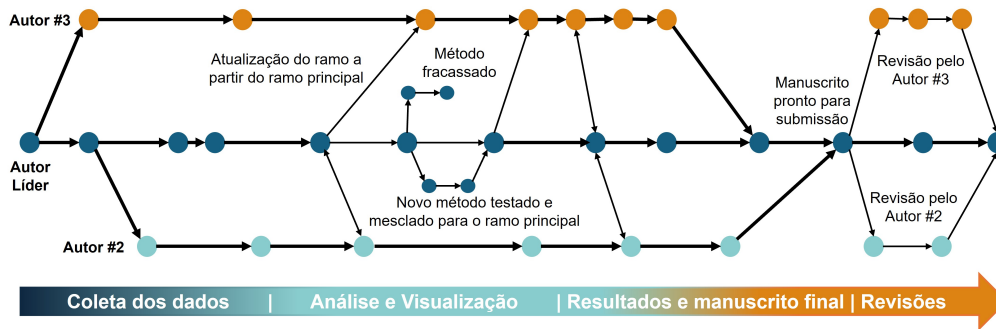 Autor #3
Atualização do ramo a
partir do ramo principal
Método
fracassado
Manuscrito
pronto para
submissão
Revisão pelo
Autor #3
Autor
Líder
Novo método testado e
mesclado para o ramo principal
Revisão pelo
Autor #2
Autor #2
Coleta dos dados | Análise e Visualização | Resultados e manuscrito final | Revisões